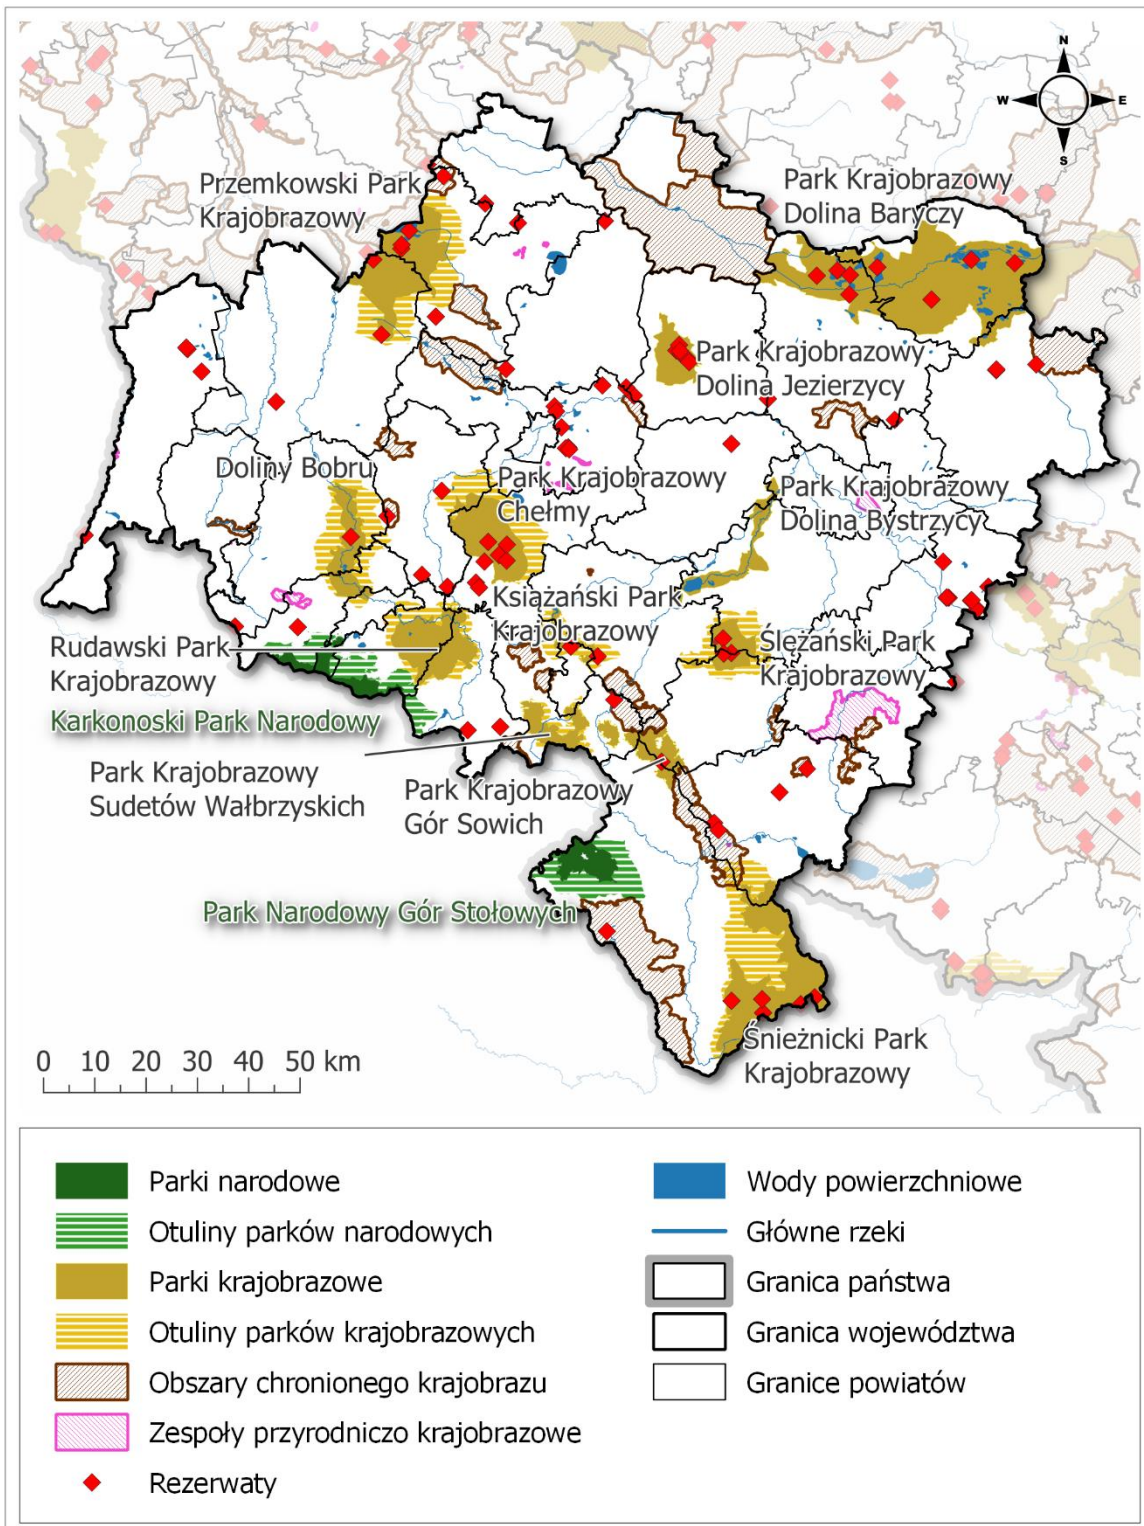 N
W
E
S
Przemkowski Park
Krajobrazowy
Park Krajobrazowy
Dolina Baryczy
Park Krajobrazowy
Dolina Jezierzycy
Doliny Bobru
Park Krajobrazowy
Chełmy
Park Krajobrazowy
Dolina Bystrzycy
Książański Park
Krajobrazowy
Rudawski Park
Krajobrazowy
Ślężański Park
Krajobrazowy
Karkonoski Park Narodowy
Park Krajobrazowy
Sudetów Wałbrzyskich
Park Krajobrazowy
Gór Sowich
Park Narodowy Gór Stołowych
Śnieżnicki Park
Krajobrazowy
0 10 20 30 40 50 km
Parki narodowe
Otuliny parków narodowych
Parki krajobrazowe
Otuliny parków krajobrazowych
Obszary chronionego krajobrazu
Zespoły przyrodniczo krajobrazowe
Rezerwaty
Wody powierzchniowe
Główne rzeki
Granica państwa
Granica województwa
Granice powiatów